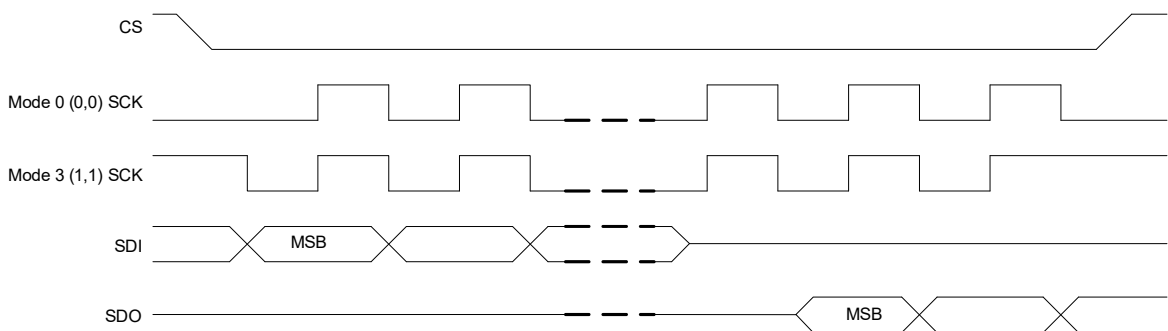 CS
Mode 0 (0,0) SCK
Mode 3 (1,1) SCK
SDI
MSB
SDO
MSB